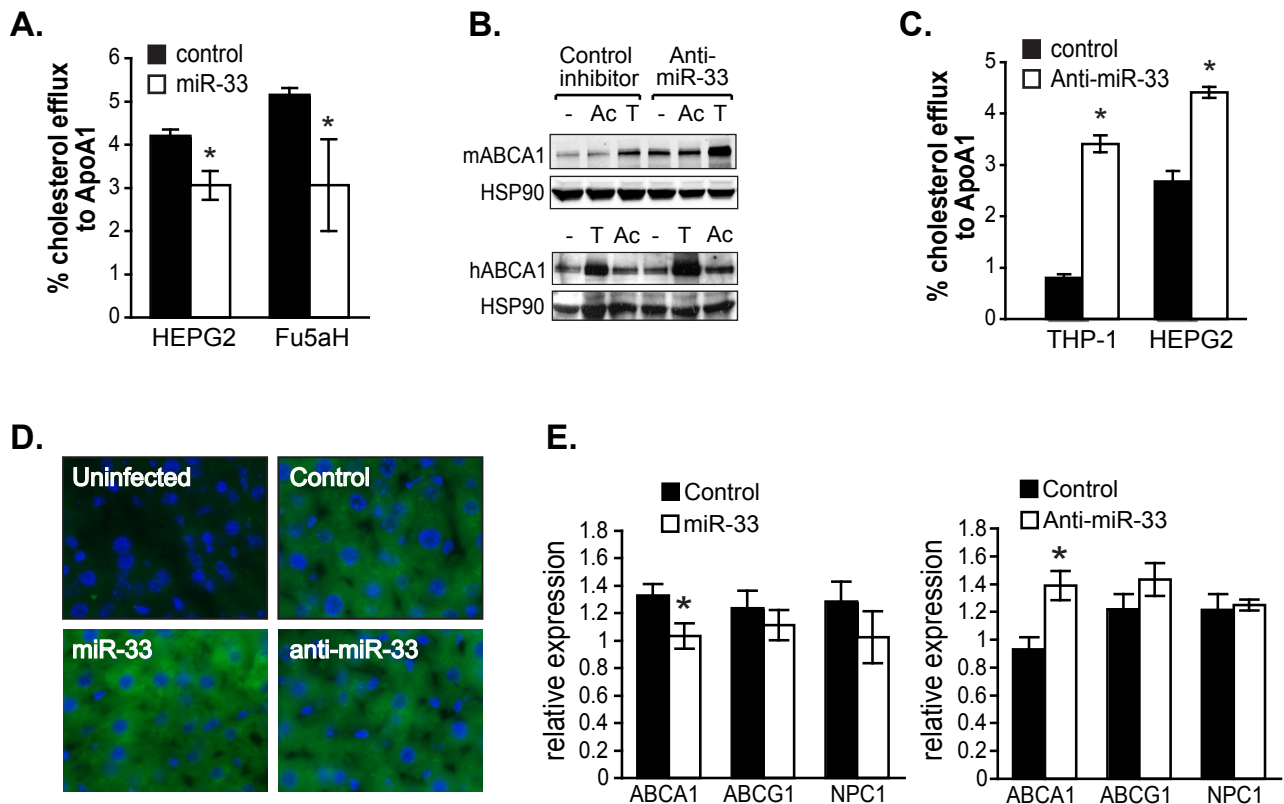 A.
control
miR-33
% cholesterol efflux
to ApoA1
6
5
4
3
2
1
0
*
*
HEPG2
Fu5aH
B.
Control
inhibitor
Anti-
miR-33
- Ac T - Ac T
mABCA1
HSP90
- T Ac - T Ac
hABCA1
HSP90
C.
control
Anti-miR-33
% cholesterol efflux
to ApoA1
5
4
3
2
1
0
*
*
THP-1
HEPG2
D.
Uninfected
Control
miR-33
anti-miR-33
E.
Control
miR-33
relative expression
1.8
1.6
1.4
1.2
1.0
0.8
0.6
0.4
0.2
0
*
ABCA1
ABCG1
NPC1
Control
Anti-miR-33
relative expression
1.8
1.6
1.4
1.2
1.0
0.8
0.6
0.4
0.2
0
*
ABCA1
ABCG1
NPC1